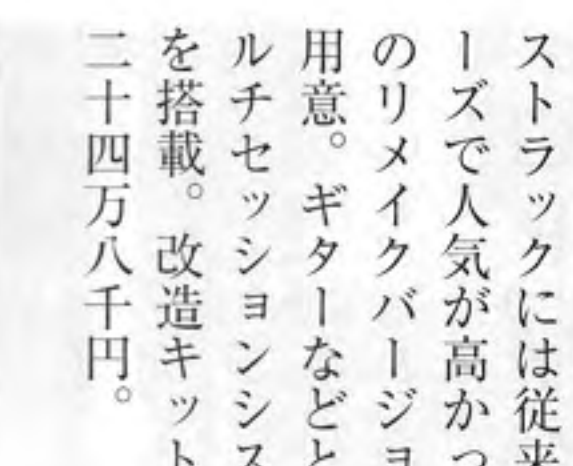 ストラックには従来
ーズで人気が高かっ
のリメイクバージョ
用意。ギターなどと
ルチセッションシス
を搭載。改造キット
二十四万八千円。